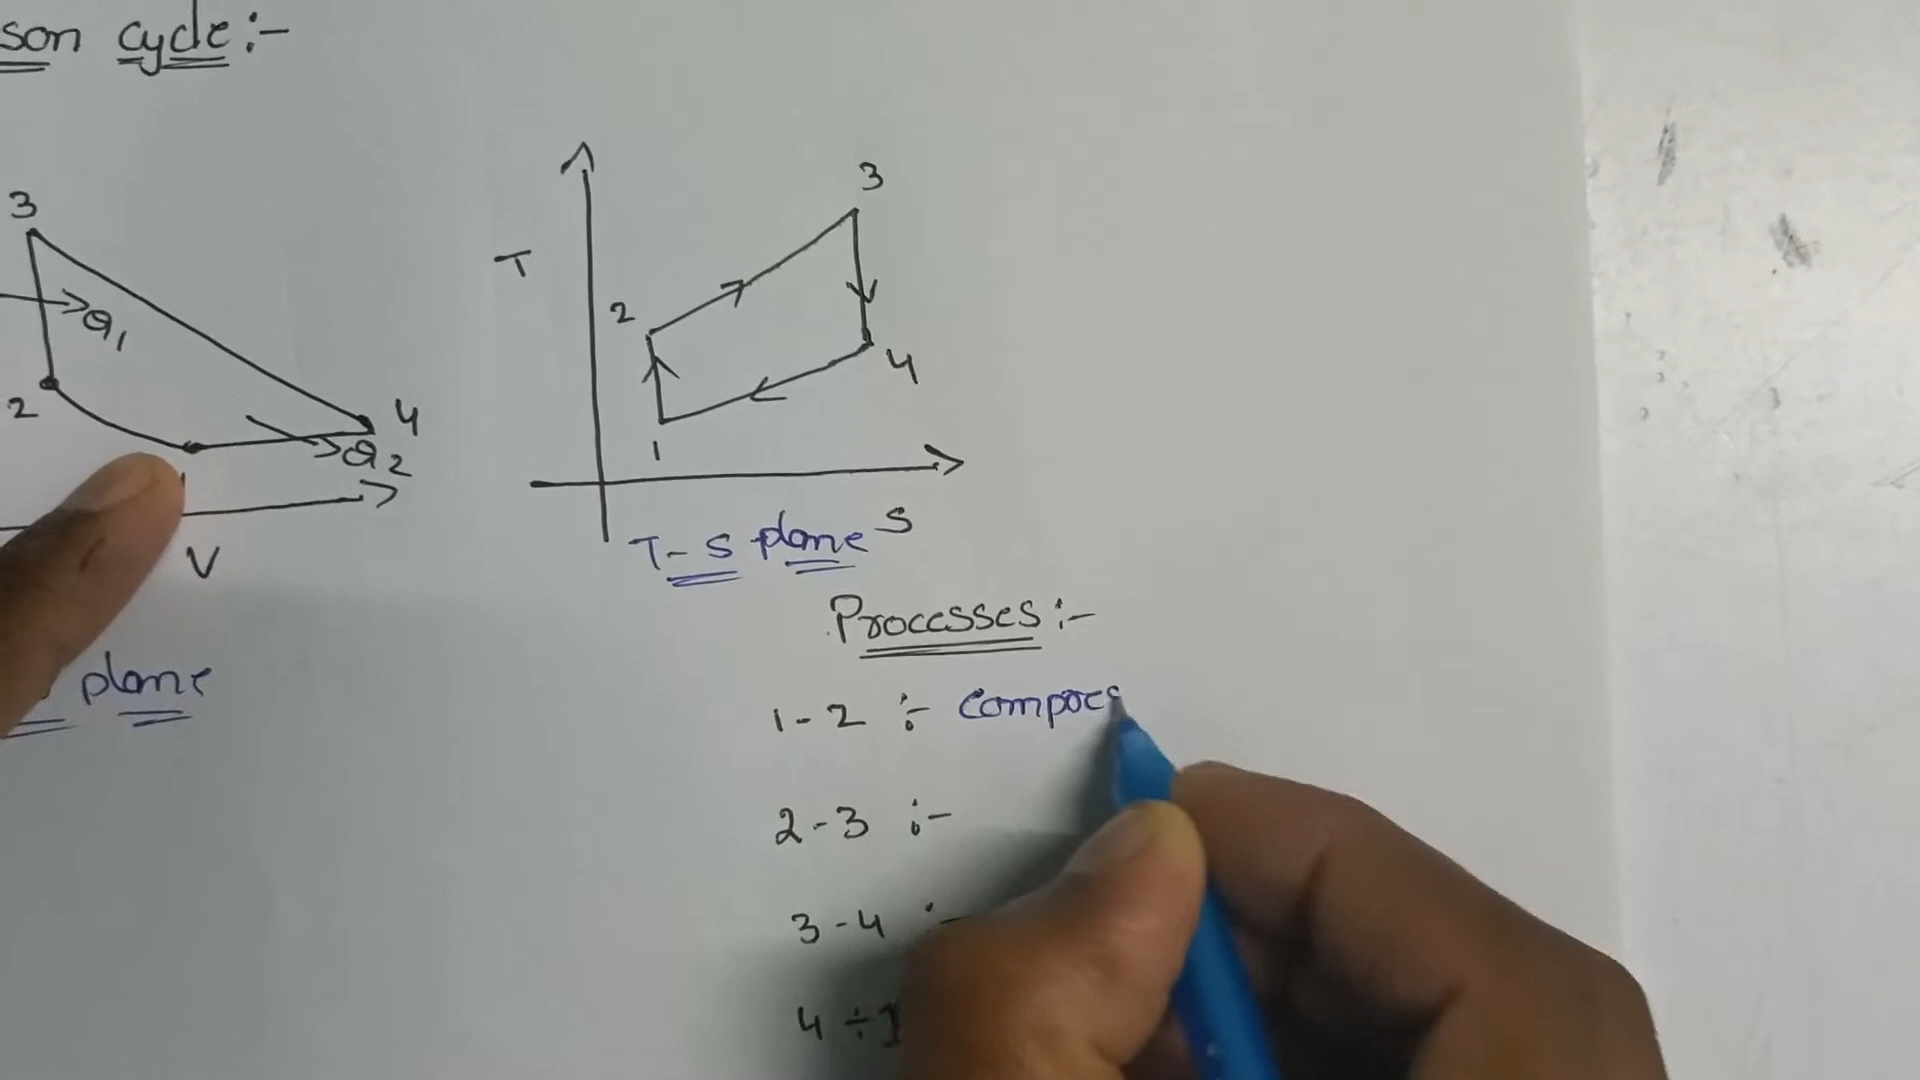 son cycle:-
3
Q1
2
4
Q2
V
plane
T
3
2
4
1
S
T-S plane
Processes :-
1-2 :- Compres
2-3 :-
3-4 :-
4 ÷ 1